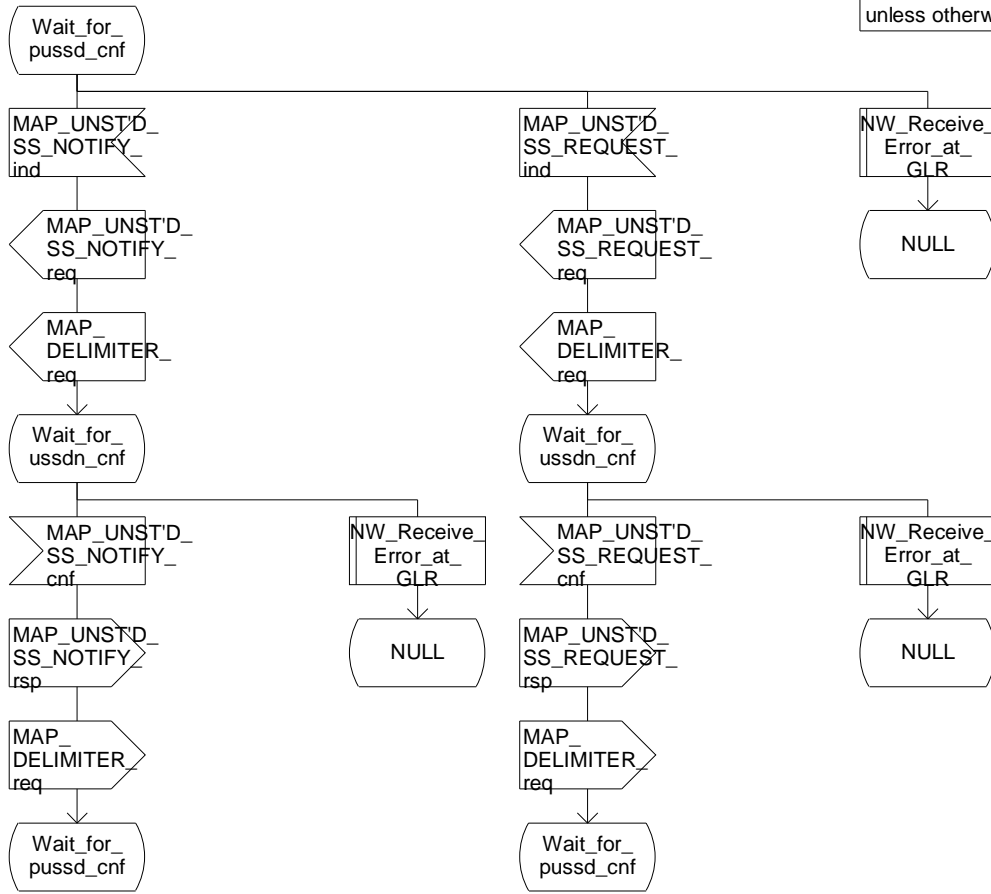 unless otherw
Wait_for_
pussd_cnf
MAP_UNST'D_
SS_NOTIFY_
ind
MAP_UNST'D_
SS_REQUEST_
ind
NW_Receive_
Error_at_
GLR
MAP_UNST'D_
SS_NOTIFY_
req
MAP_UNST'D_
SS_REQUEST_
req
NULL
MAP_
DELIMITER_
req
MAP_
DELIMITER_
req
Wait_for_
ussdn_cnf
Wait_for_
ussdn_cnf
MAP_UNST'D_
SS_NOTIFY_
cnf
NW_Receive_
Error_at_
GLR
MAP_UNST'D_
SS_REQUEST_
cnf
NW_Receive_
Error_at_
GLR
MAP_UNST'D_
SS_NOTIFY_
rsp
NULL
MAP_UNST'D_
SS_REQUEST_
rsp
NULL
MAP_
DELIMITER_
req
MAP_
DELIMITER_
req
Wait_for_
pussd_cnf
Wait_for_
pussd_cnf